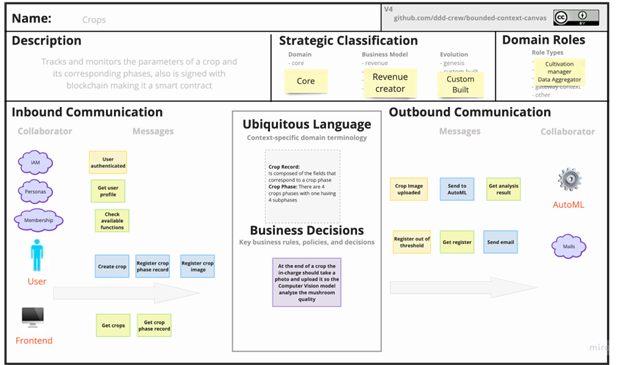 Name: Crops
V4
github.com/ddd-crew/bounded-context-canvas
cc
BY
Description
Tracks and monitors the parameters of a crop and
its corresponding phases, also is signed with
blockchain making it a smart contract
Strategic Classification
Domain
- core
Core
Business Model
- revenue
Revenue
creator
Evolution
- genesis
- custom built
Custom
Built
Domain Roles
Role Types
Cultivation
manager
Data Aggregator
- gateway context
- other
Inbound Communication
Collaborator
Messages
IAM
User
authenticated
Personas
Get user
profile
Membership
Check
available
functions
User
Create crop
Register crop
phase record
Register crop
image
Frontend
Get crops
Get crop
phase record
Ubiquitous Language
Context-specific domain terminology
Crop Record:
Is composed of the fields that
correspond to a crop phase
Crop Phase: There are 4
crops phases with one having
4 subphases
Business Decisions
Key business rules, policies, and decisions
At the end of a crop the
in-charge should take a
photo and upload it so the
Computer Vision model
analyze the mushroom
quality
Outbound Communication
Messages
Collaborator
Crop Image
uploaded
Send to
AutoML
Get analysis
result
AutoML
Register out of
threshold
Get register
Send email
Mails
miro